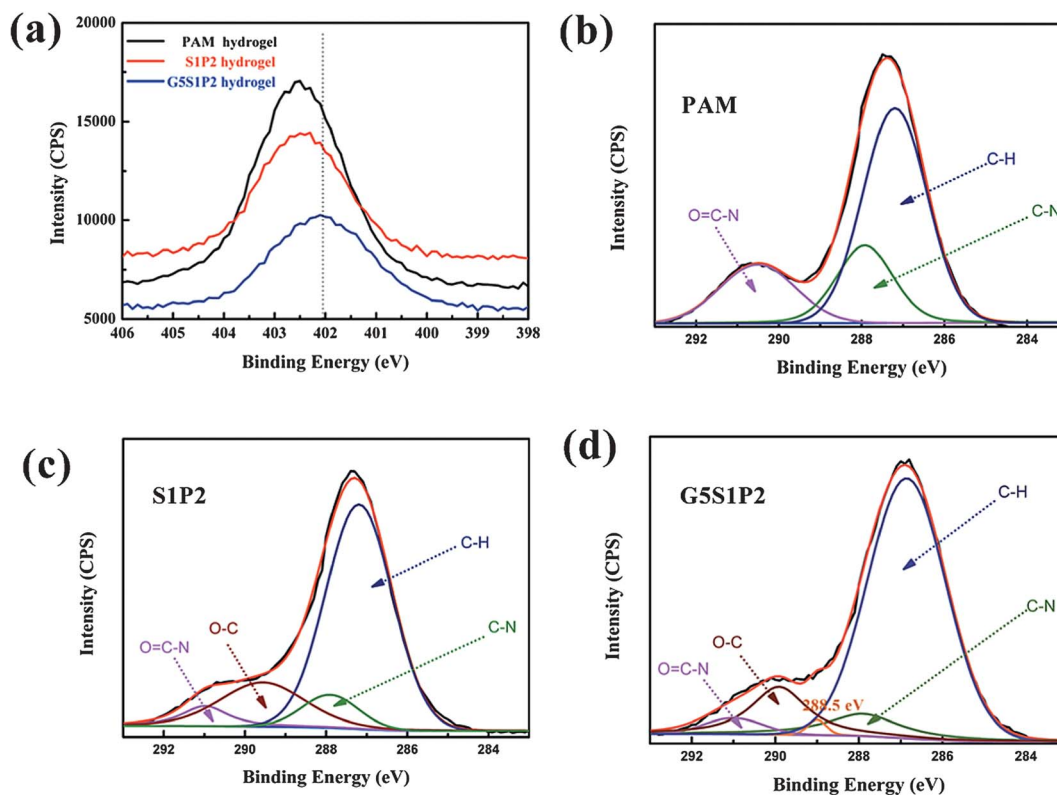 (a)
20000
15000
10000
5000
PAM hydrogel
S1P2 hydrogel
G5S1P2 hydrogel
406 405 404 403 402 401 400 399 398
Binding Energy (eV)
Intensity (CPS)
(b)
PAM
O=C-N
C-H
C-N
292 290 288 286 284
Binding Energy (eV)
Intensity (CPS)
(c)
S1P2
O=C-N
O-C
C-H
C-N
292 290 288 286 284
Binding Energy (eV)
Intensity (CPS)
(d)
G5S1P2
O=C-N
O-C
289.5 eV
C-H
C-N
292 290 288 286 284
Binding Energy (eV)
Intensity (CPS)